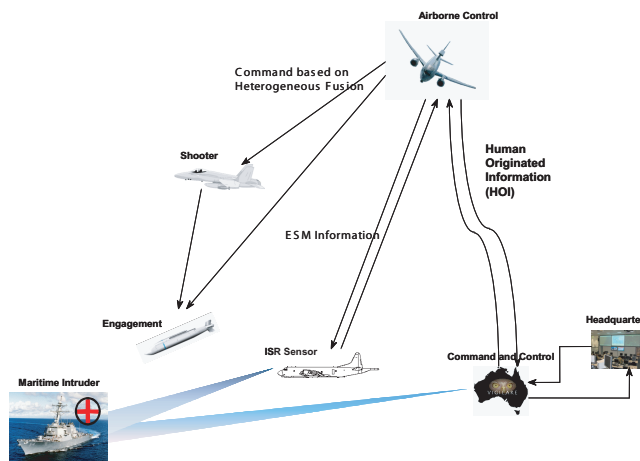 Airborne Control
Command based on
Heterogeneous Fusion
Shooter
Human
Originated
Information
(HOI)
ESM Information
Engagement
ISR Sensor
Headquarte
Command and Control
Maritime Intruder
VIGILARE